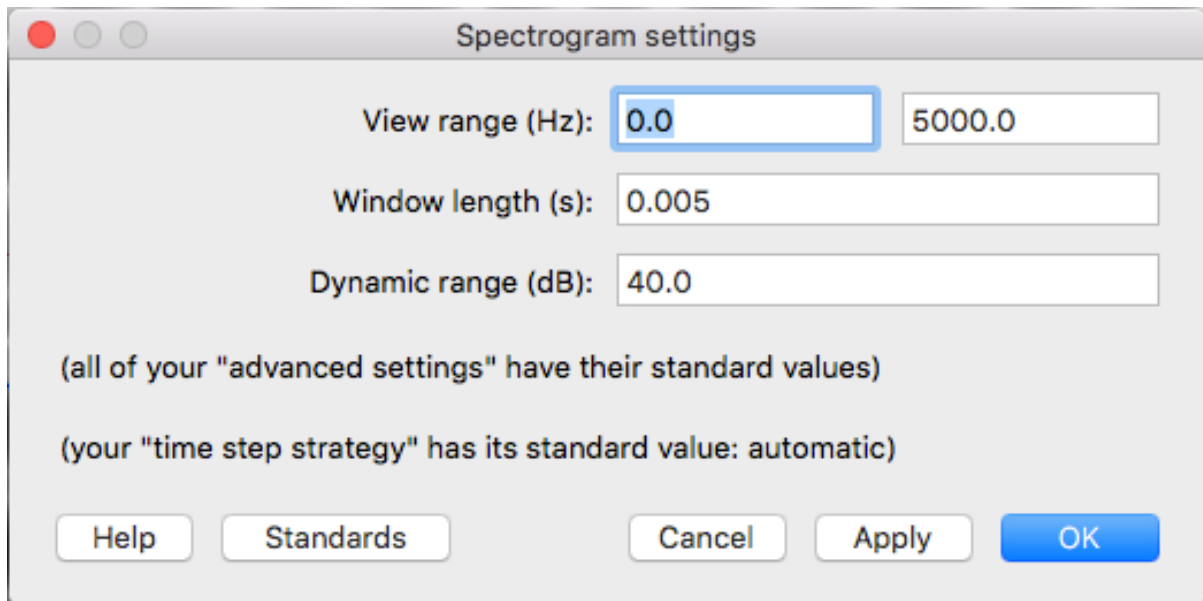 Spectrogram settings
View range (Hz): 0.0 5000.0
Window length (s): 0.005
Dynamic range (dB): 40.0
(all of your "advanced settings" have their standard values)
(your "time step strategy" has its standard value: automatic)
Help Standards Cancel Apply OK